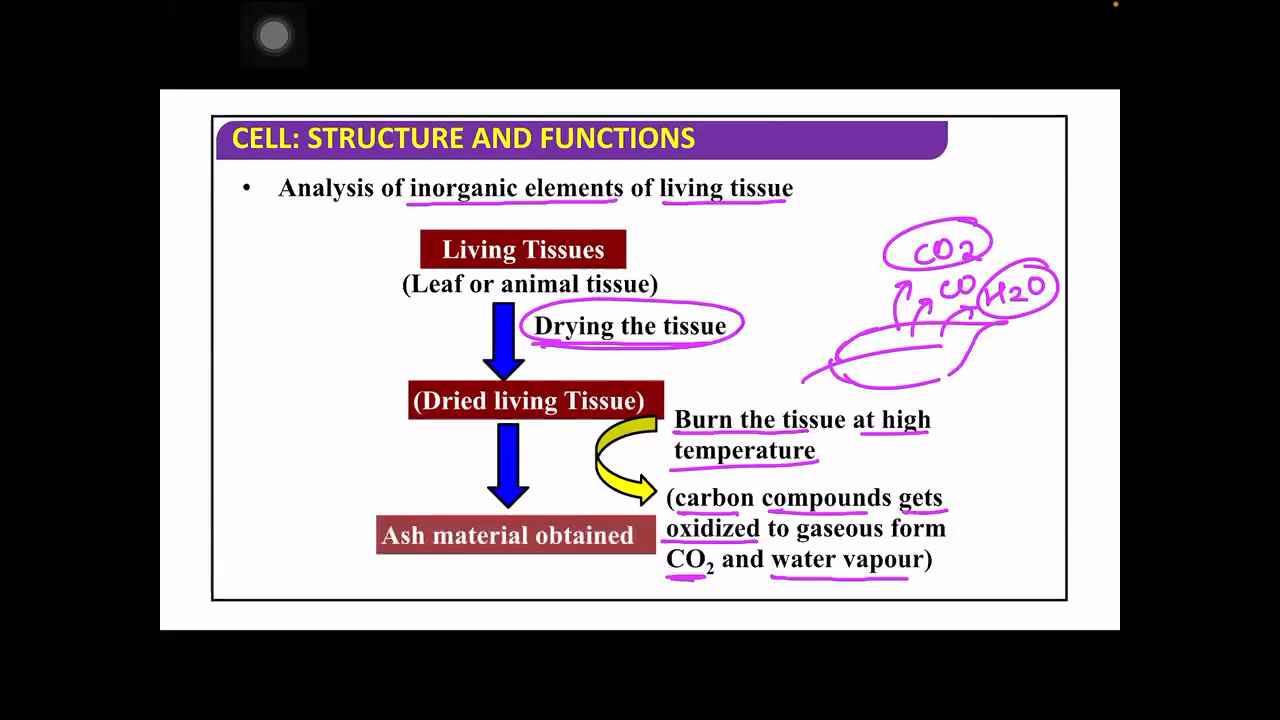 CELL: STRUCTURE AND FUNCTIONS
• Analysis of inorganic elements of living tissue
Living Tissues
(Leaf or animal tissue)
Drying the tissue
(Dried living Tissue)
Burn the tissue at high
temperature
(carbon compounds gets
oxidized to gaseous form
CO2 and water vapour)
Ash material obtained
CO2
CO
H2O